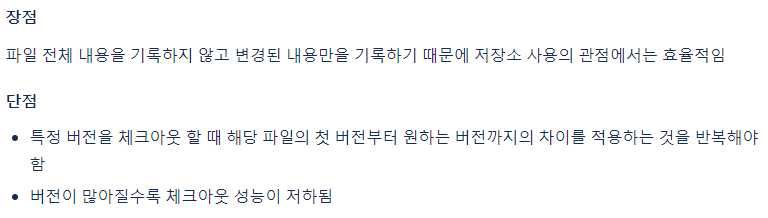 장점
파일 전체 내용을 기록하지 않고 변경된 내용만을 기록하기 때문에 저장소 사용의 관점에서는 효율적임
단점
• 특정 버전을 체크아웃 할 때 해당 파일의 첫 버전부터 원하는 버전까지의 차이를 적용하는 것을 반복해야
함
• 버전이 많아질수록 체크아웃 성능이 저하됨